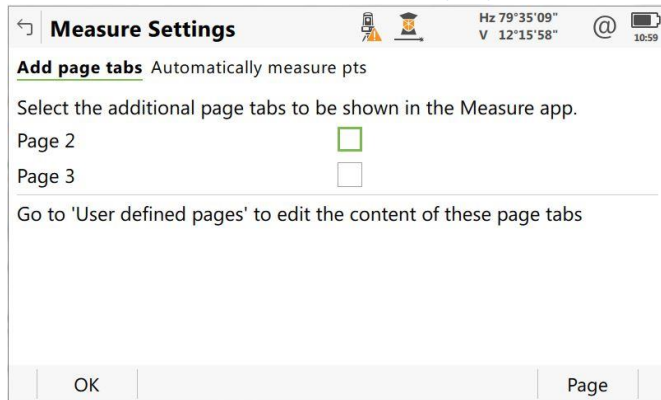 Measure Settings
Hz 79°35'09"
V 12°15'58"
@
10:59
Add page tabs Automatically measure pts
Select the additional page tabs to be shown in the Measure app.
Page 2
Page 3
Go to 'User defined pages' to edit the content of these page tabs
OK Page